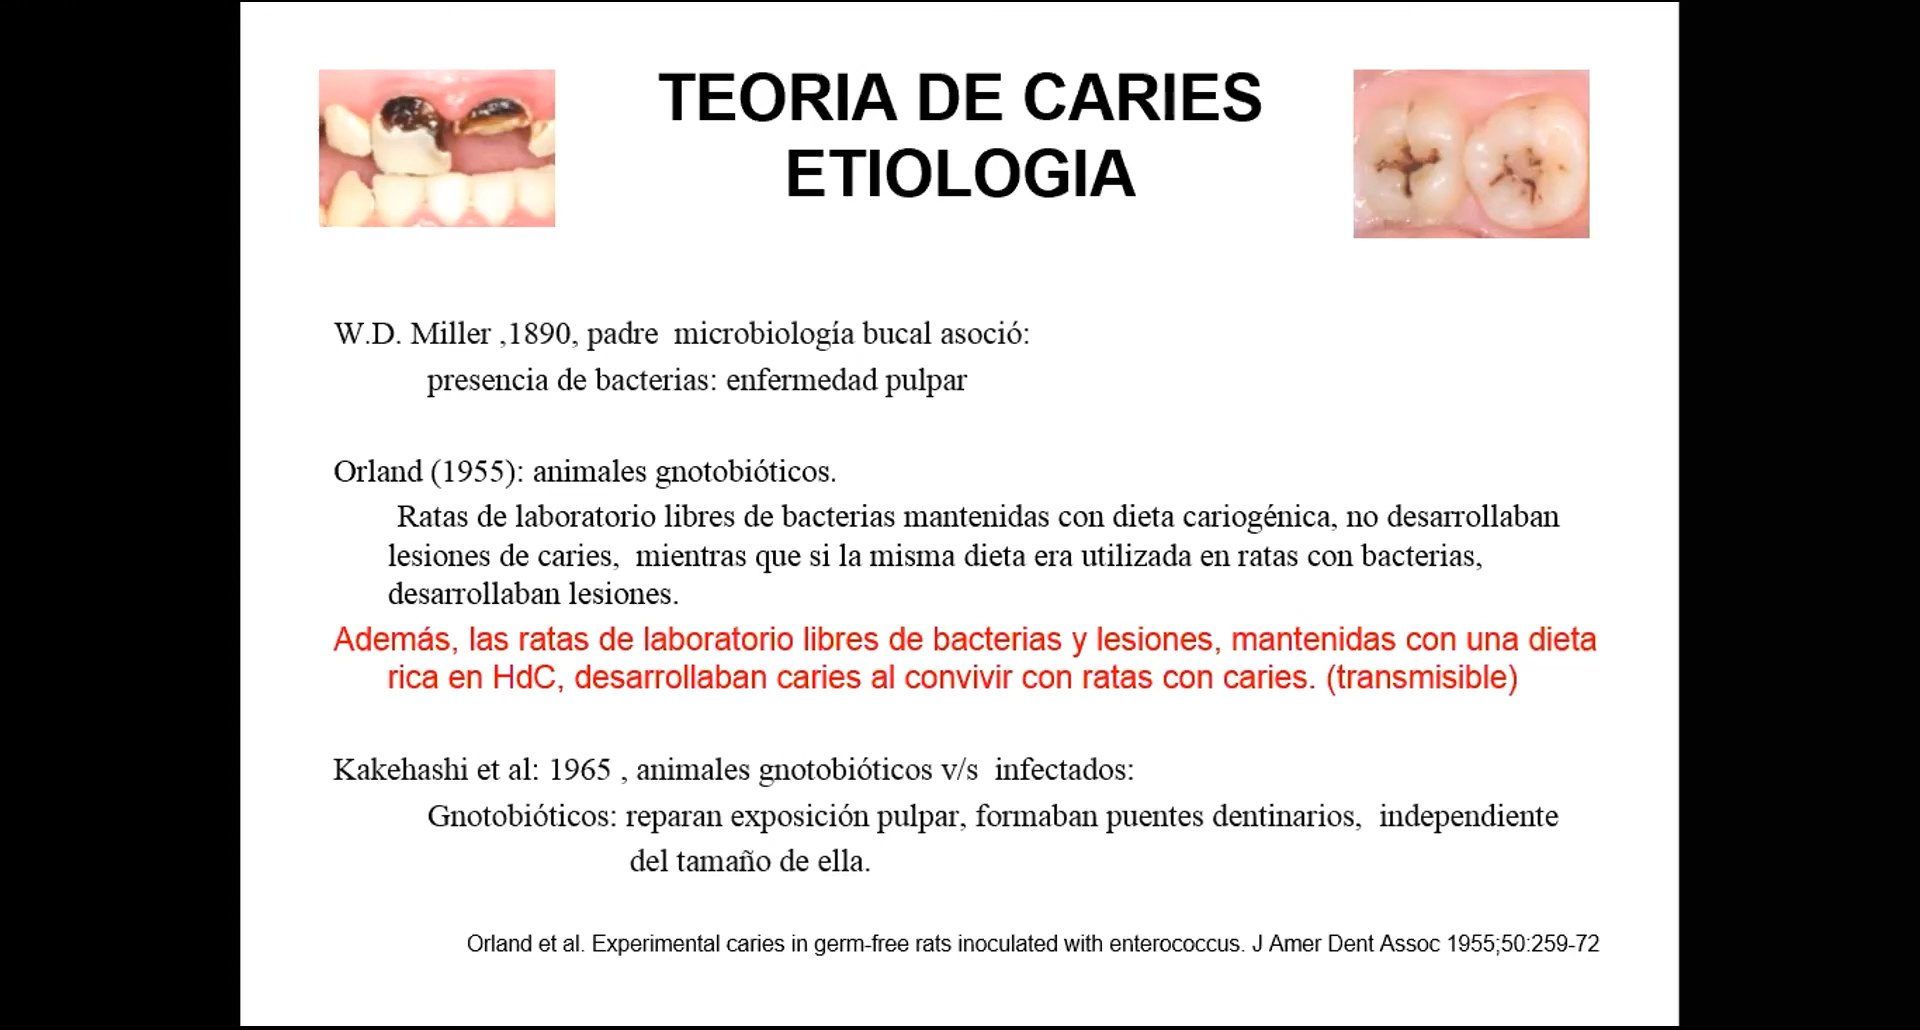 TEORIA DE CARIES
ETIOLOGIA
W.D. Miller ,1890, padre  microbiología bucal asoció:
presencia de bacterias: enfermedad pulpar
Orland (1955): animales gnotobióticos.
Ratas de laboratorio libres de bacterias mantenidas con dieta cariogénica, no desarrollaban
lesiones de caries,  mientras que si la misma dieta era utilizada en ratas con bacterias,
desarrollaban lesiones.
Además, las ratas de laboratorio libres de bacterias y lesiones, mantenidas con una dieta
rica en HdC, desarrollaban caries al convivir con ratas con caries. (transmisible)
Kakehashi et al: 1965 , animales gnotobióticos v/s  infectados:
Gnotobióticos: reparan exposición pulpar, formaban puentes dentinarios,  independiente
del tamaño de ella.
Orland et al. Experimental caries in germ-free rats inoculated with enterococcus. J Amer Dent Assoc 1955;50:259-72